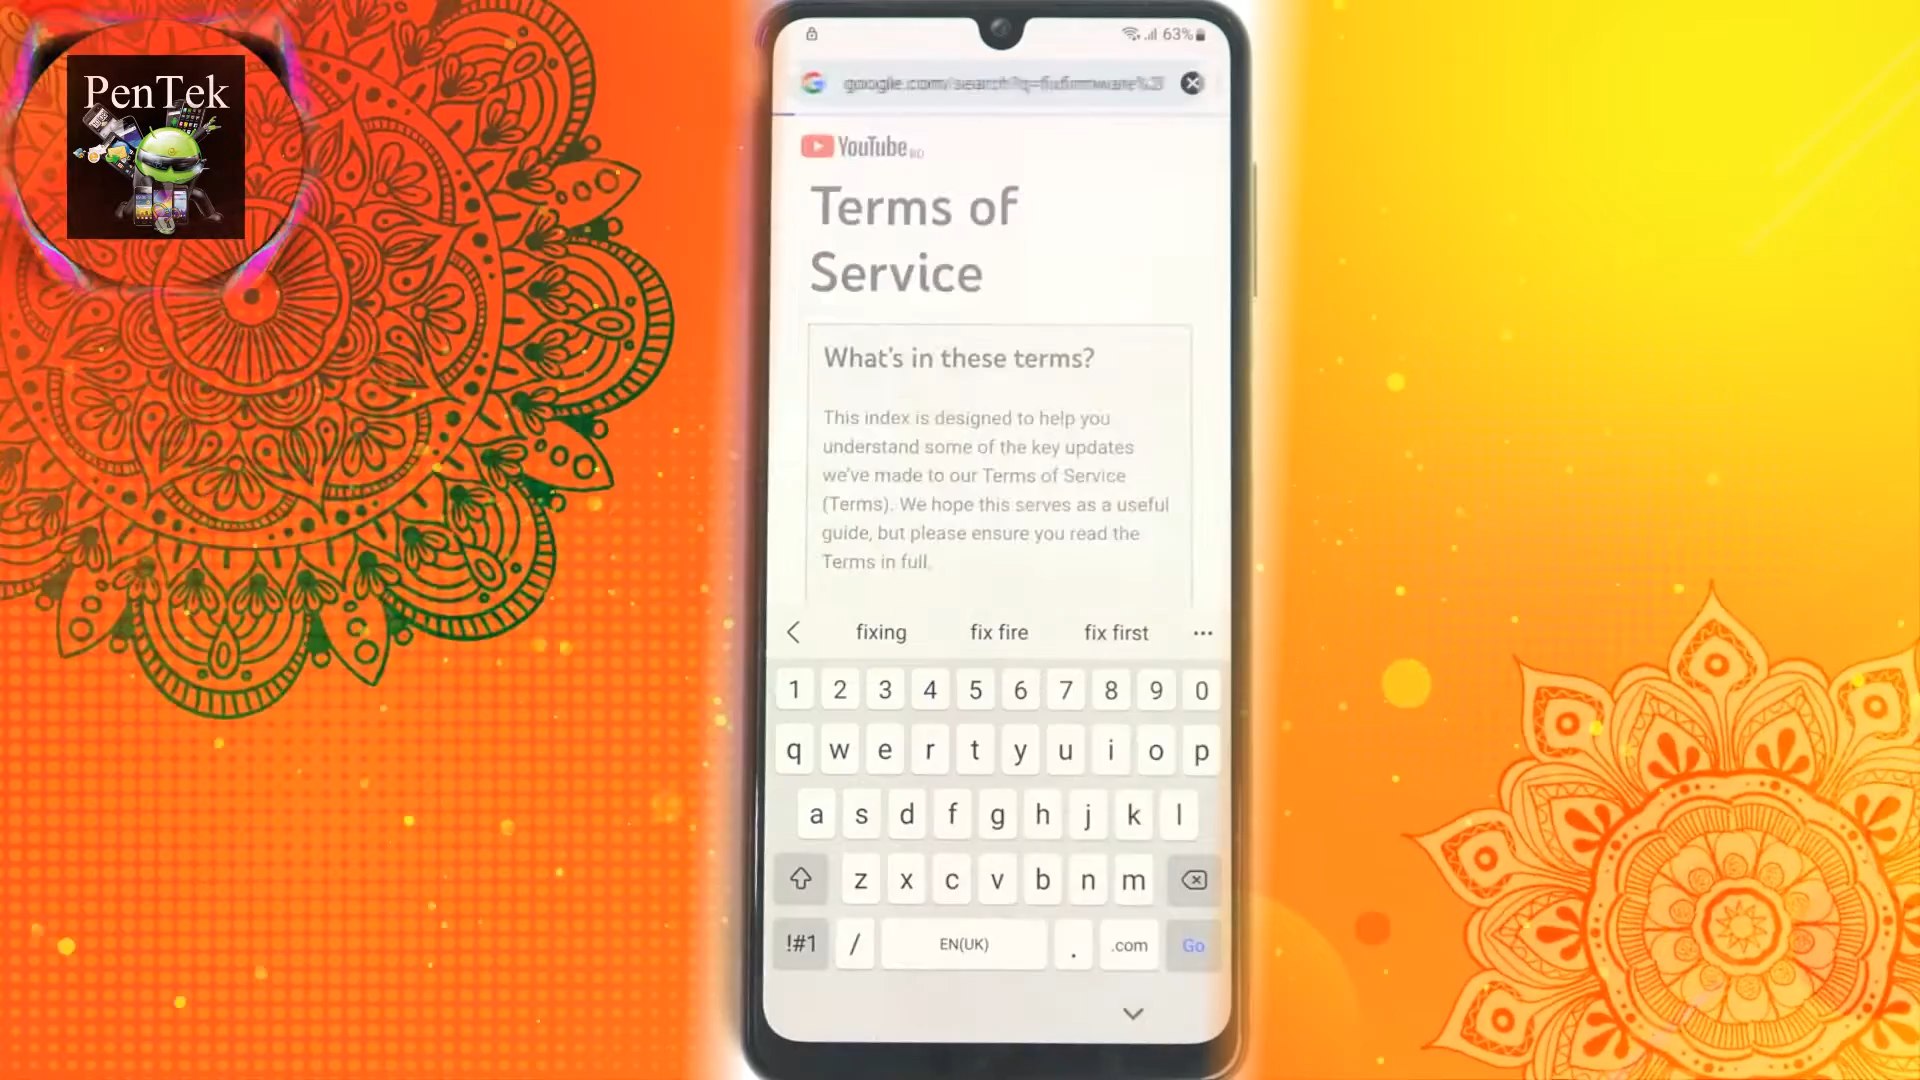 PenTek
63%
google.com/search?q=fixfirmware%2
YouTube BD
Terms of
Service
What's in these terms?
This index is designed to help you
understand some of the key updates
we've made to our Terms of Service
(Terms). We hope this serves as a useful
guide, but please ensure you read the
Terms in full.
fixing fix fire fix first ...
1 2 3 4 5 6 7 8 9 0
q w e r t y u i o p
a s d f g h j k l
z x c v b n m
!#1 / EN(UK) . .com Go